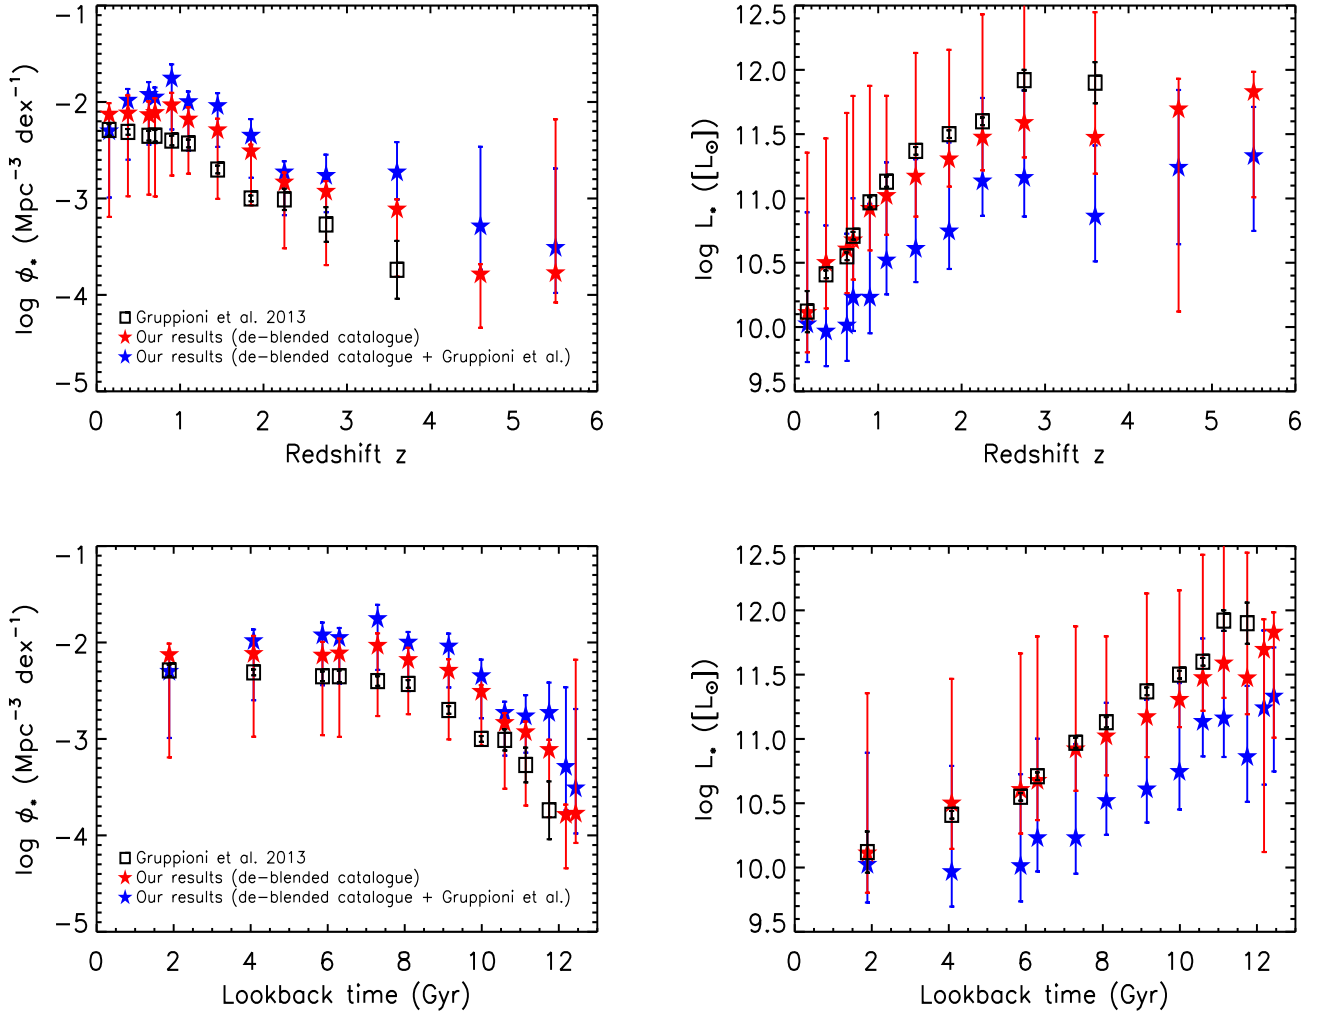 log ϕ⋆ (Mpc⁻³ dex⁻¹)
−1
−2
−3
−4
−5
Gruppioni et al. 2013
Our results (de−blended catalogue)
Our results (de−blended catalogue + Gruppioni et al.)
0 1 2 3 4 5 6
Redshift z
log L⋆ ([L⊙])
12.5
12.0
11.5
11.0
10.5
10.0
9.5
0 1 2 3 4 5 6
Redshift z
log ϕ⋆ (Mpc⁻³ dex⁻¹)
−1
−2
−3
−4
−5
Gruppioni et al. 2013
Our results (de−blended catalogue)
Our results (de−blended catalogue + Gruppioni et al.)
0 2 4 6 8 10 12
Lookback time (Gyr)
log L⋆ ([L⊙])
12.5
12.0
11.5
11.0
10.5
10.0
9.5
0 2 4 6 8 10 12
Lookback time (Gyr)